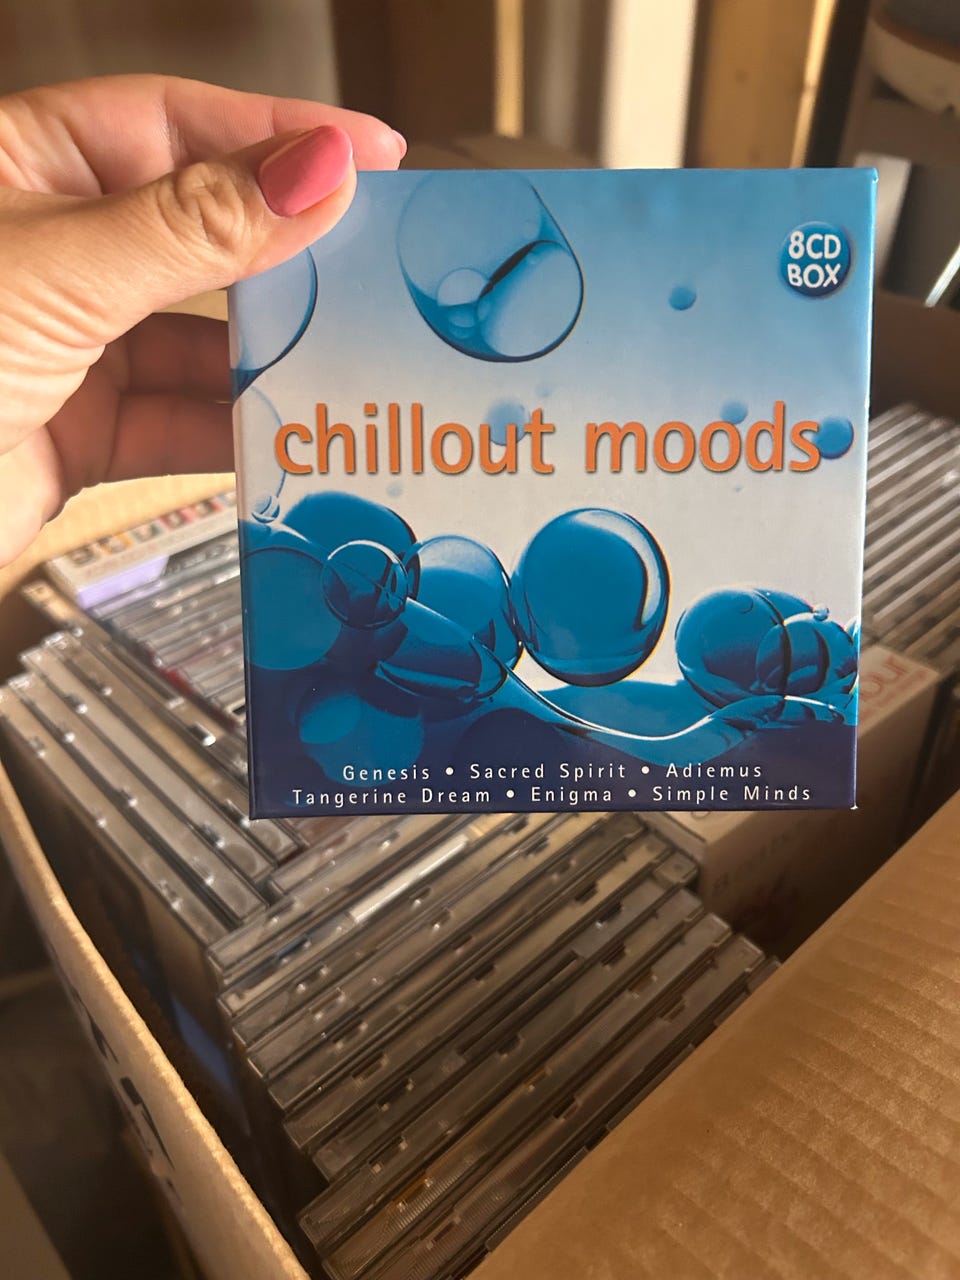 8CD
BOX
chillout moods
Genesis • Sacred Spirit • Adiemus
Tangerine Dream • Enigma • Simple Minds